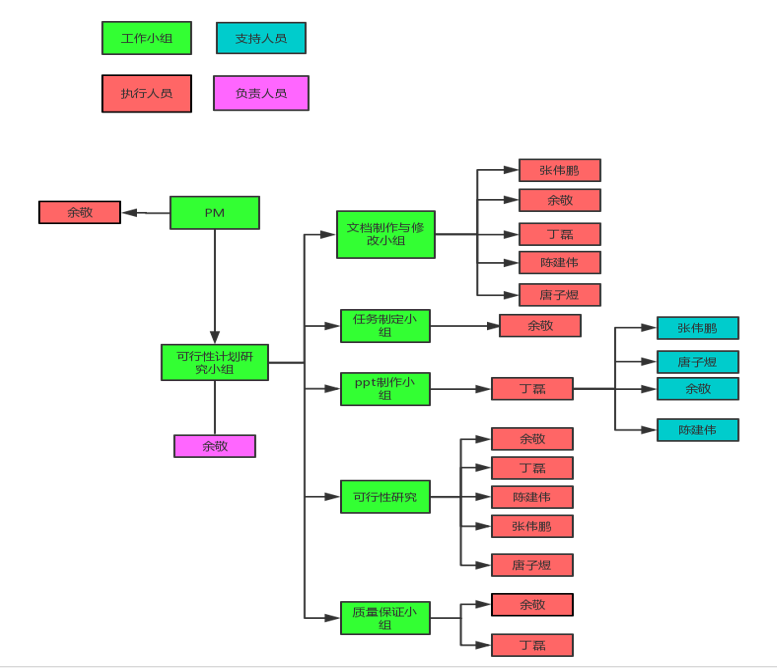 工作小组
支持人员
执行人员
负责人员
余敬
PM
文档制作与修
改小组
张伟鹏
余敬
丁磊
陈建伟
唐子煜
任务制定小
组
余敬
可行性计划研
究小组
余敬
ppt制作小
组
丁磊
张伟鹏
唐子煜
余敬
陈建伟
可行性研究
余敬
丁磊
陈建伟
张伟鹏
唐子煜
质量保证小
组
余敬
丁磊